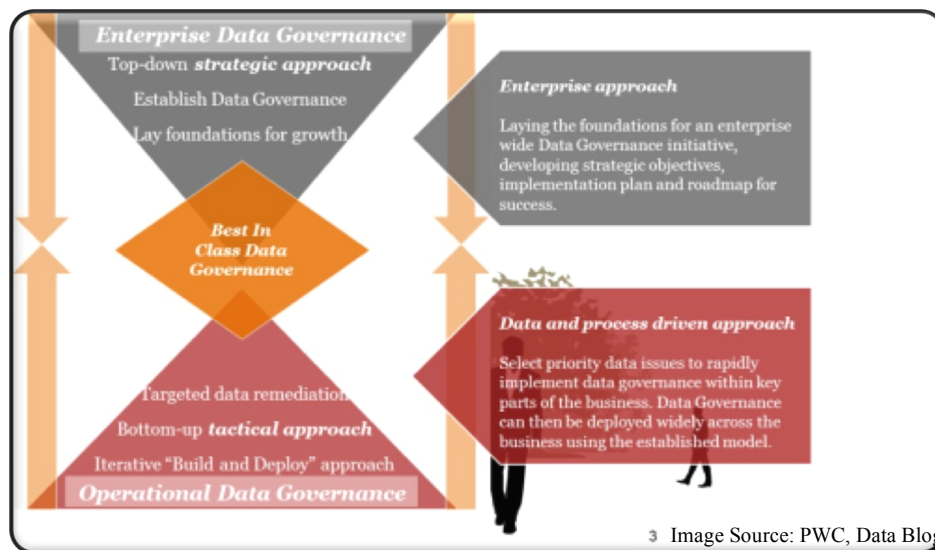 Enterprise Data Governance
Top-down strategic approach
Establish Data Governance
Lay foundations for growth
Best In
Class Data
Governance
Targeted data remediation
Bottom-up tactical approach
Iterative “Build and Deploy” approach
Operational Data Governance
Enterprise approach
Laying the foundations for an enterprise
wide Data Governance initiative,
developing strategic objectives,
implementation plan and roadmap for
success.
Data and process driven approach
Select priority data issues to rapidly
implement data governance within key
parts of the business. Data Governance
can then be deployed widely across the
business using the established model.
3 Image Source: PWC, Data Blog